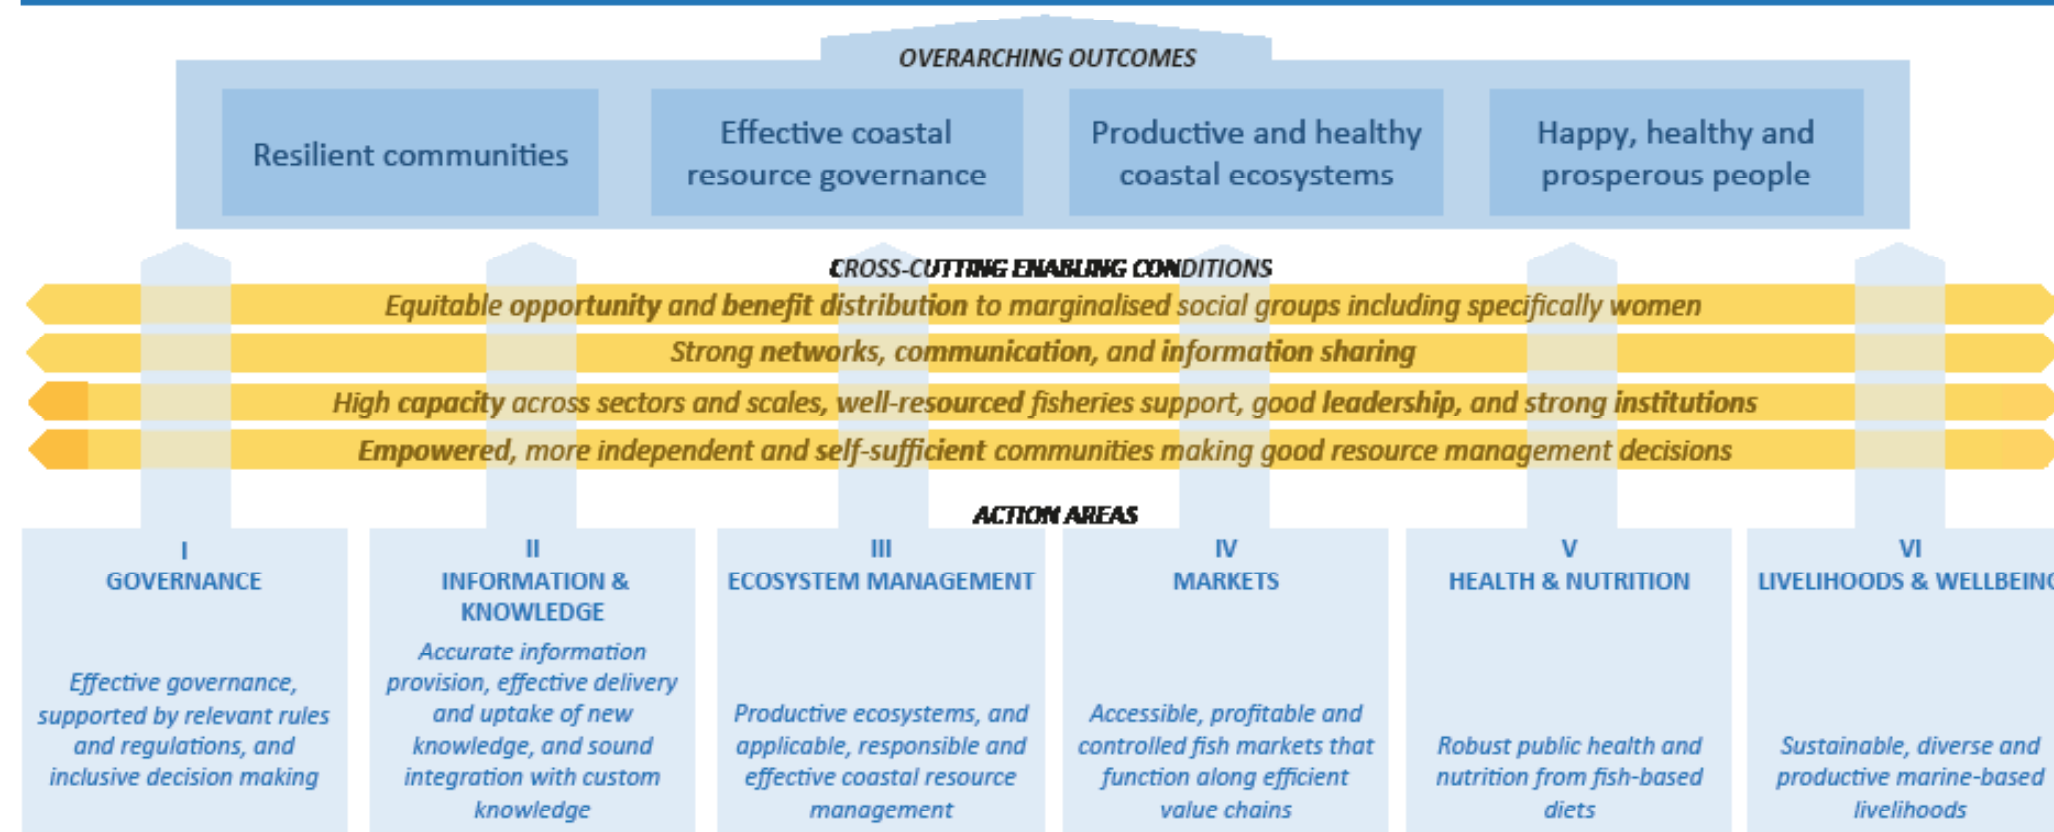 OVERARCHING OUTCOMES
Resilient communities
Effective coastal
resource governance
Productive and healthy
coastal ecosystems
Happy, healthy and
prosperous people
CROSS-CUTTING ENABLING CONDITIONS
Equitable opportunity and benefit distribution to marginalised social groups including specifically women
Strong networks, communication, and information sharing
High capacity across sectors and scales, well-resourced fisheries support, good leadership, and strong institutions
Empowered, more independent and self-sufficient communities making good resource management decisions
ACTION AREAS
I
GOVERNANCE
Effective governance,
supported by relevant rules
and regulations, and
inclusive decision making
II
INFORMATION &
KNOWLEDGE
Accurate information
provision, effective delivery
and uptake of new
knowledge, and sound
integration with custom
knowledge
III
ECOSYSTEM MANAGEMENT
Productive ecosystems, and
applicable, responsible and
effective coastal resource
management
IV
MARKETS
Accessible, profitable and
controlled fish markets that
function along efficient
value chains
V
HEALTH & NUTRITION
Robust public health and
nutrition from fish-based
diets
VI
LIVELIHOODS & WELLBEING
Sustainable, diverse and
productive marine-based
livelihoods